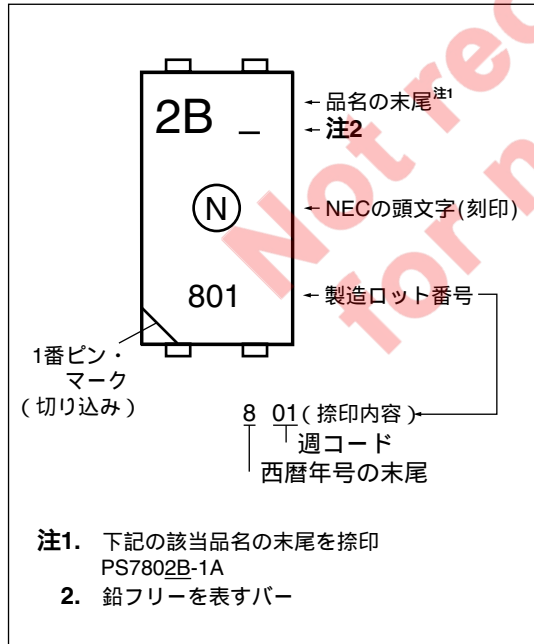 Not rec
for n
2B _
← 品名の末尾注1
← 注2
N
← NECの頭文字(刻印)
801
← 製造ロット番号
1番ピン・
マーク
(切り込み)
8 01(捺印内容)
週コード
西暦年号の末尾
注1. 下記の該当品名の末尾を捺印
PS7802B-1A
2. 鉛フリーを表すバー